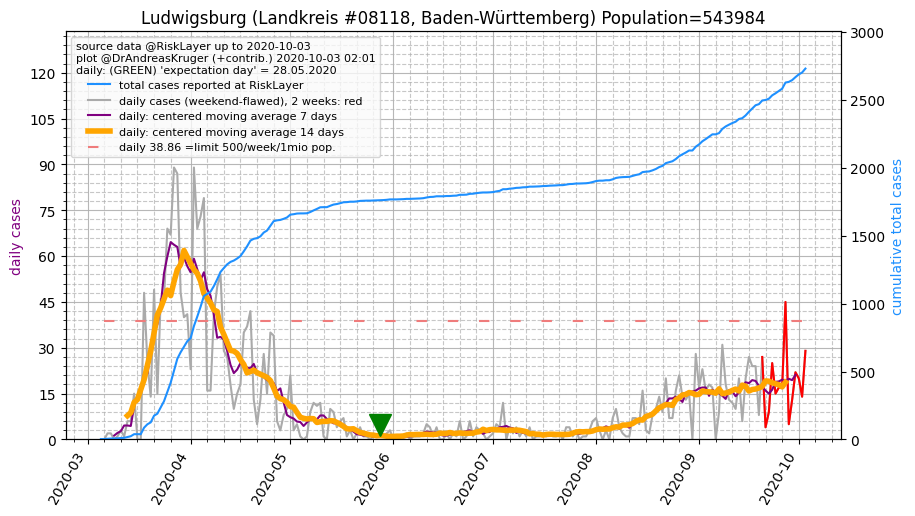 Ludwigsburg (Landkreis #08118, Baden-Württemberg) Population=543984
source data @RiskLayer up to 2020-10-03
plot @DrAndreasKruger (+contrib.) 2020-10-03 02:01
daily: (GREEN) 'expectation day' = 28.05.2020
total cases reported at RiskLayer
daily cases (weekend-flawed), 2 weeks: red
daily: centered moving average 7 days
daily: centered moving average 14 days
daily 38.86 =limit 500/week/1mio pop.
daily cases
120
105
90
75
60
45
30
15
0
3000
2500
2000
1500
1000
500
0
cumulative total cases
2020-03
2020-04
2020-05
2020-06
2020-07
2020-08
2020-09
2020-10